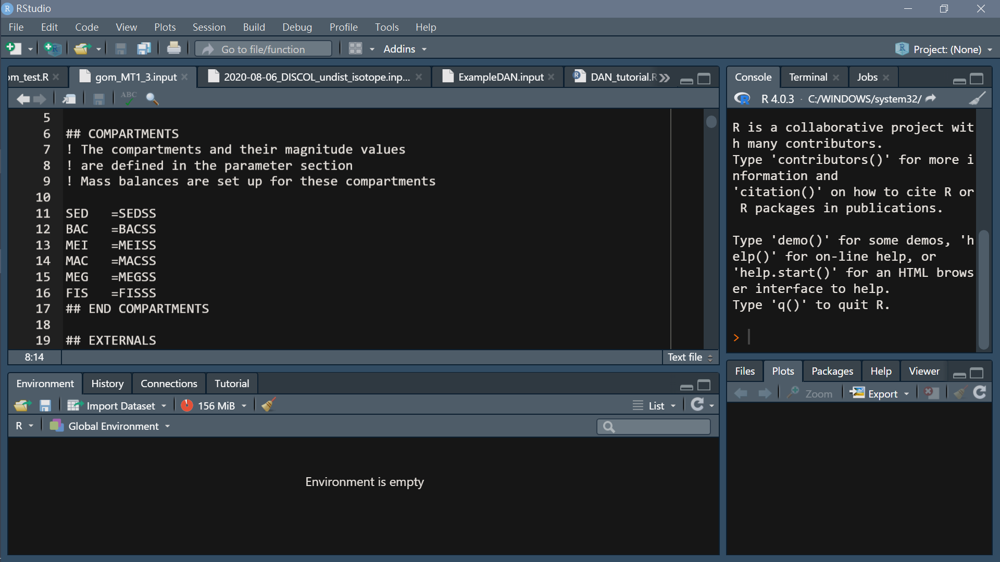 RStudio
File Edit Code View Plots Session Build Debug Profile Tools Help
Go to file/function Addins Project: (None)
om_test.R gom_MT1_3.input 2020-08-06_DISCOL_undist_isotope.inp... ExampleDAN.input DAN_tutorial.R
ABC
5
6 ## COMPARTMENTS
7 ! The compartments and their magnitude values
8 ! are defined in the parameter section
9 ! Mass balances are set up for these compartments
10
11 SED =SEDSS
12 BAC =BACSS
13 MEI =MEISS
14 MAC =MACSS
15 MEG =MEGSS
16 FIS =FISSS
17 ## END COMPARTMENTS
18
19 ## EXTERNALS
8:14 Text file
Console Terminal Jobs
R 4.0.3 · C:/WINDOWS/system32/
R is a collaborative project wit
h many contributors.
Type 'contributors()' for more i
nformation and
'citation()' on how to cite R or
R packages in publications.
Type 'demo()' for some demos, 'h
elp()' for on-line help, or
'help.start()' for an HTML brows
er interface to help.
Type 'q()' to quit R.
>
Environment History Connections Tutorial
Import Dataset 156 MiB List
R Global Environment
Environment is empty
Files Plots Packages Help Viewer
Zoom Export